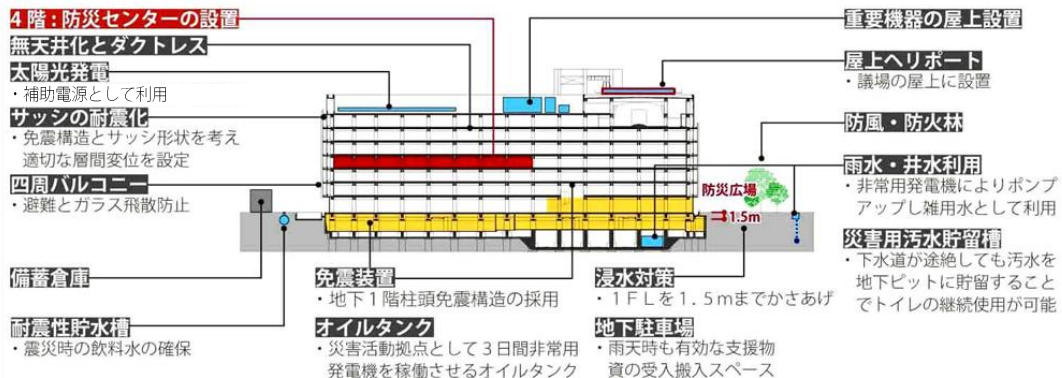 4階:防災センターの設置
無天井化とダクトレス
太陽光発電
・補助電源として利用
サッシの耐震化
・免震構造とサッシ形状を考え
適切な層間変位を設定
四周バルコニー
・避難とガラス飛散防止
備蓄倉庫
耐震性貯水槽
・震災時の飲料水の確保
免震装置
・地下1階柱頭免震構造の採用
オイルタンク
・災害活動拠点として3日間非常用
発電機を稼働させるオイルタンク
浸水対策
・1FLを1.5mまでかさあげ
地下駐車場
・雨天時も有効な支援物
資の受入搬入スペース
重要機器の屋上設置
屋上ヘリポート
・議場の屋上に設置
防風・防火林
防災広場
1.5m
雨水・井水利用
・非常用発電機によりポンプ
アップし雑用水として利用
災害用汚水貯留槽
・下水道が途絶しても汚水を
地下ピットに貯留すること
でトイレの継続使用が可能